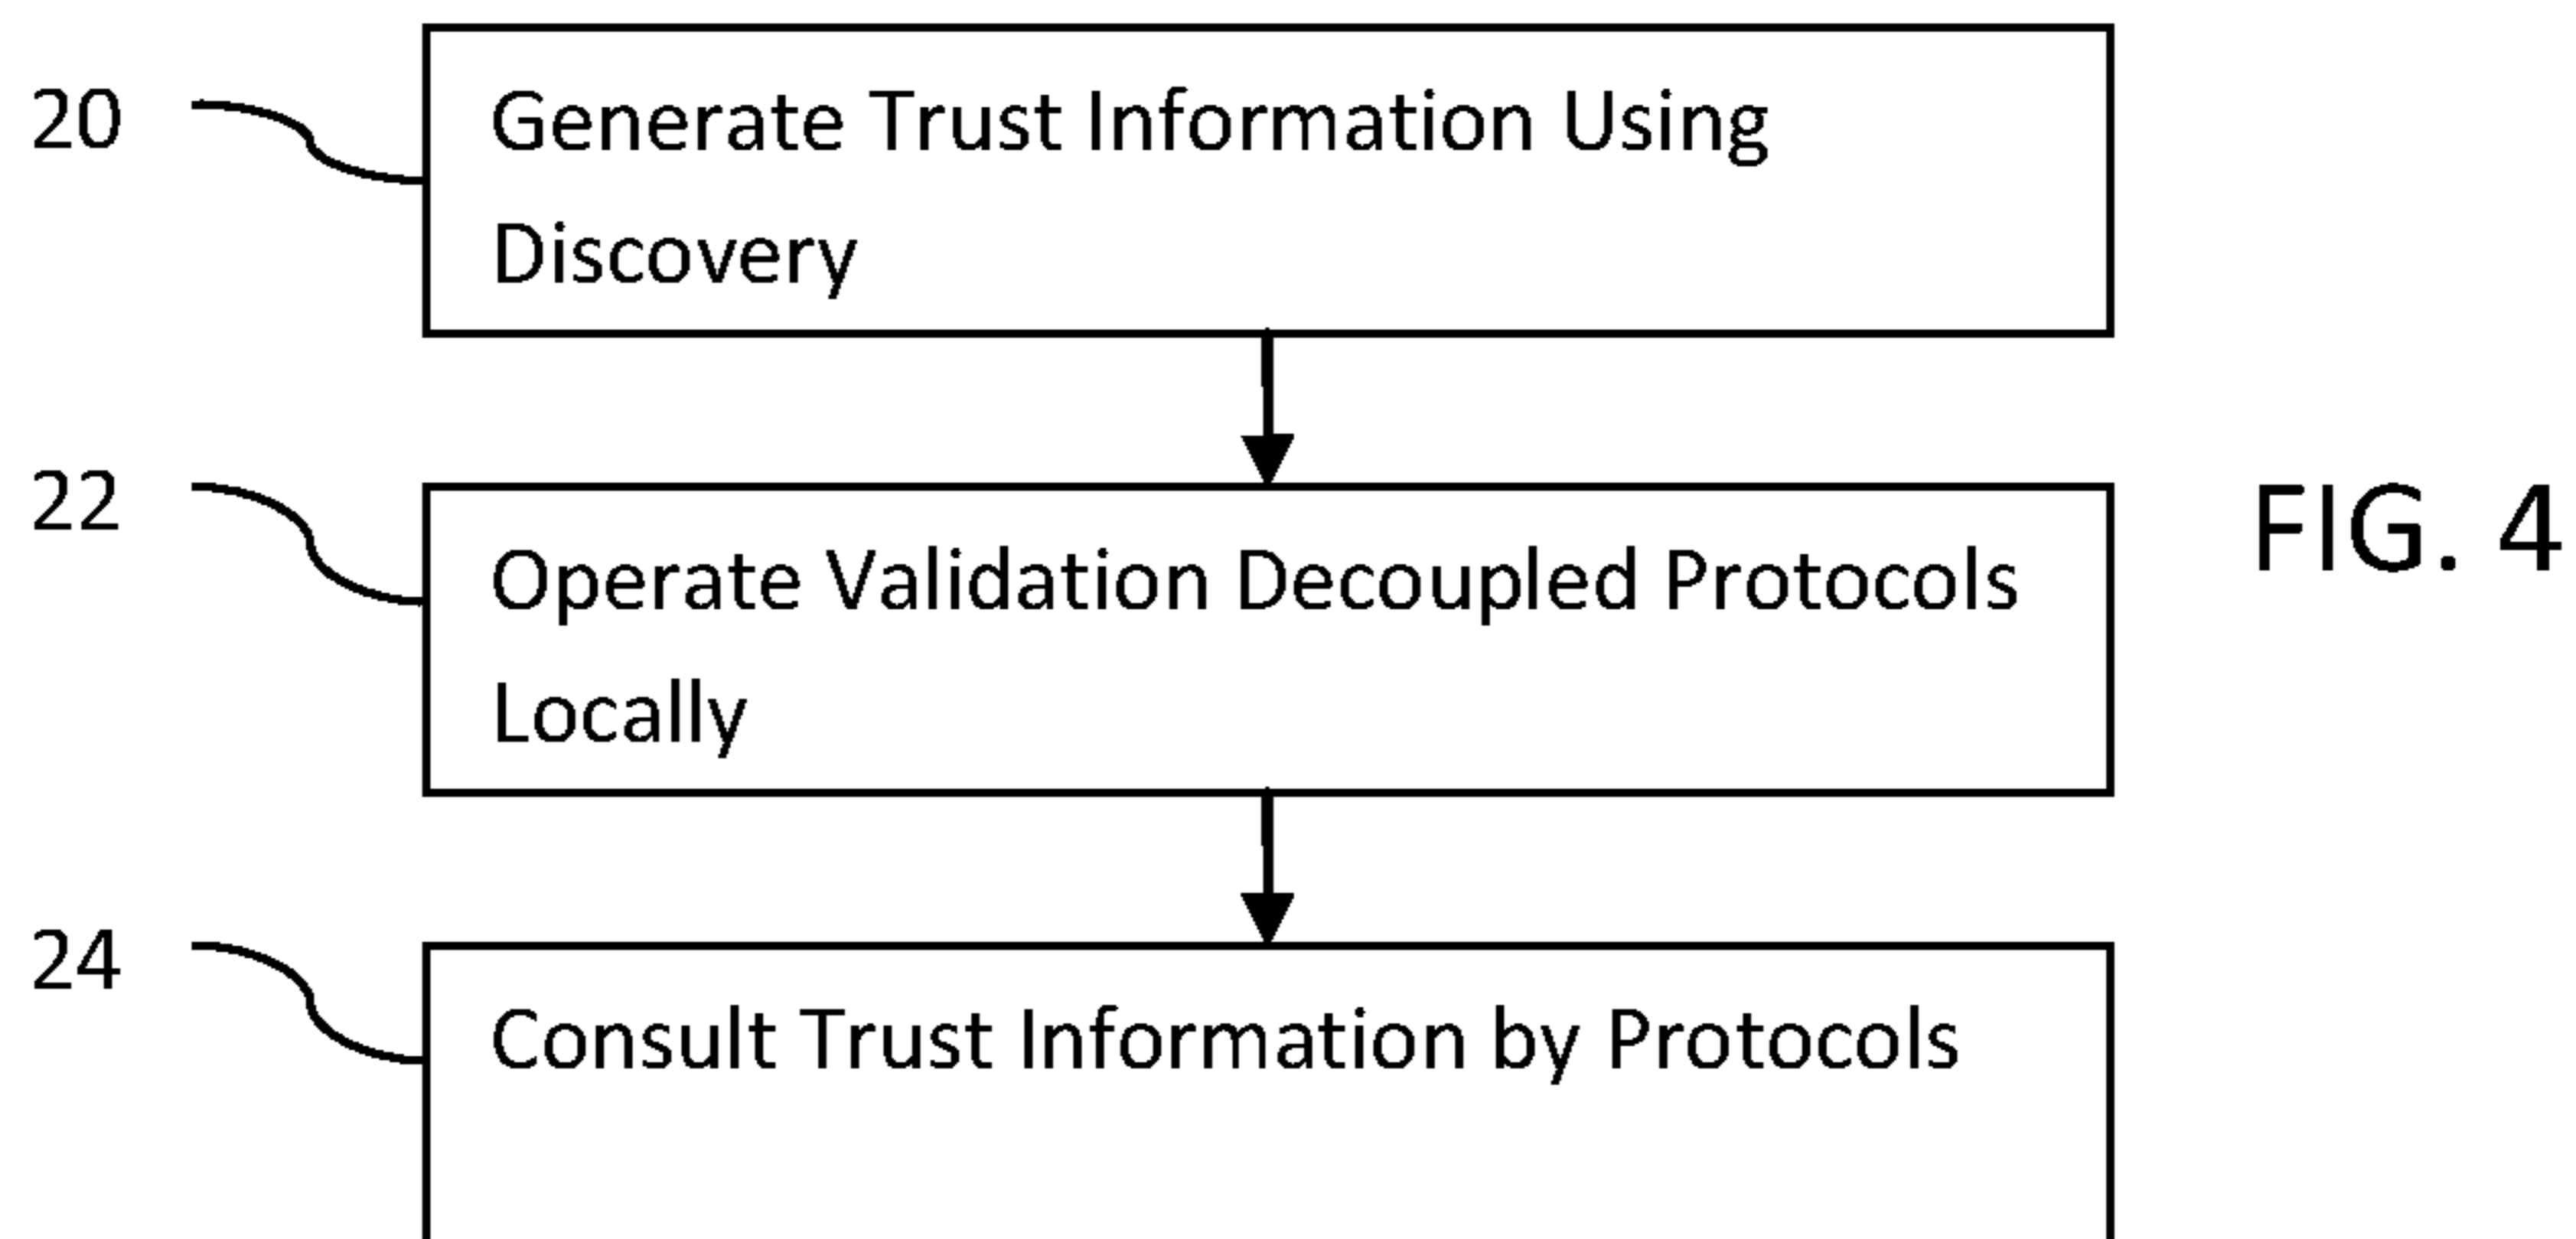 20
Generate Trust Information Using
Discovery
22
Operate Validation Decoupled Protocols
Locally
FIG. 4
24
Consult Trust Information by Protocols